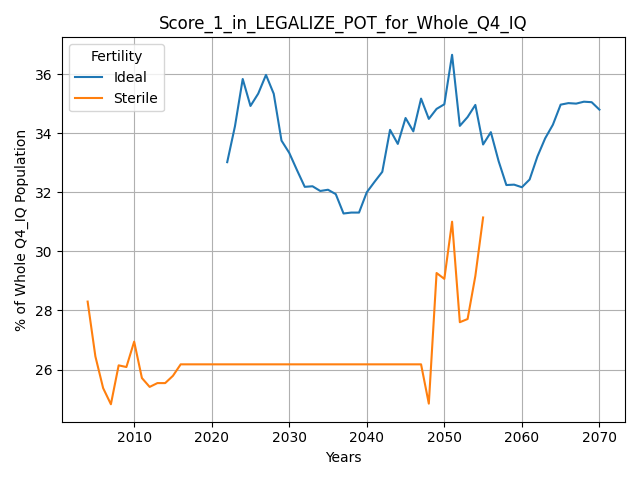 Score_1_in_LEGALIZE_POT_for_Whole_Q4_IQ
Fertility
Ideal
Sterile
% of Whole Q4_IQ Population
36
34
32
30
28
26
2010 2020 2030 2040 2050 2060 2070
Years